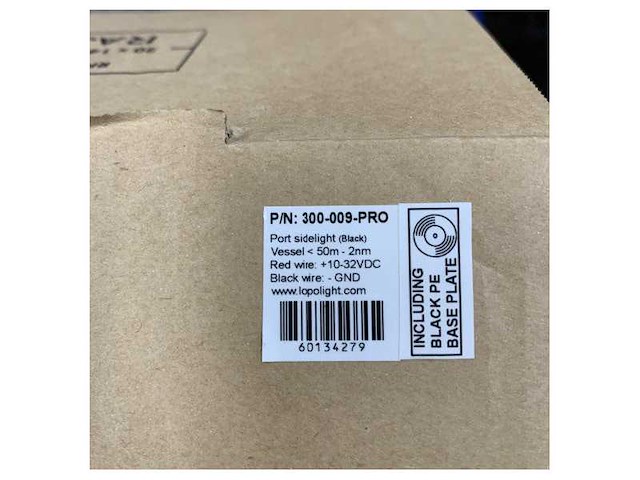 P/N: 300-009-PRO
Port sidelight (Black)
Vessel < 50m - 2nm
Red wire: +10-32VDC
Black wire: - GND
www.lopolight.com
60134279
INCLUDING
BLACK PE
BASE PLATE